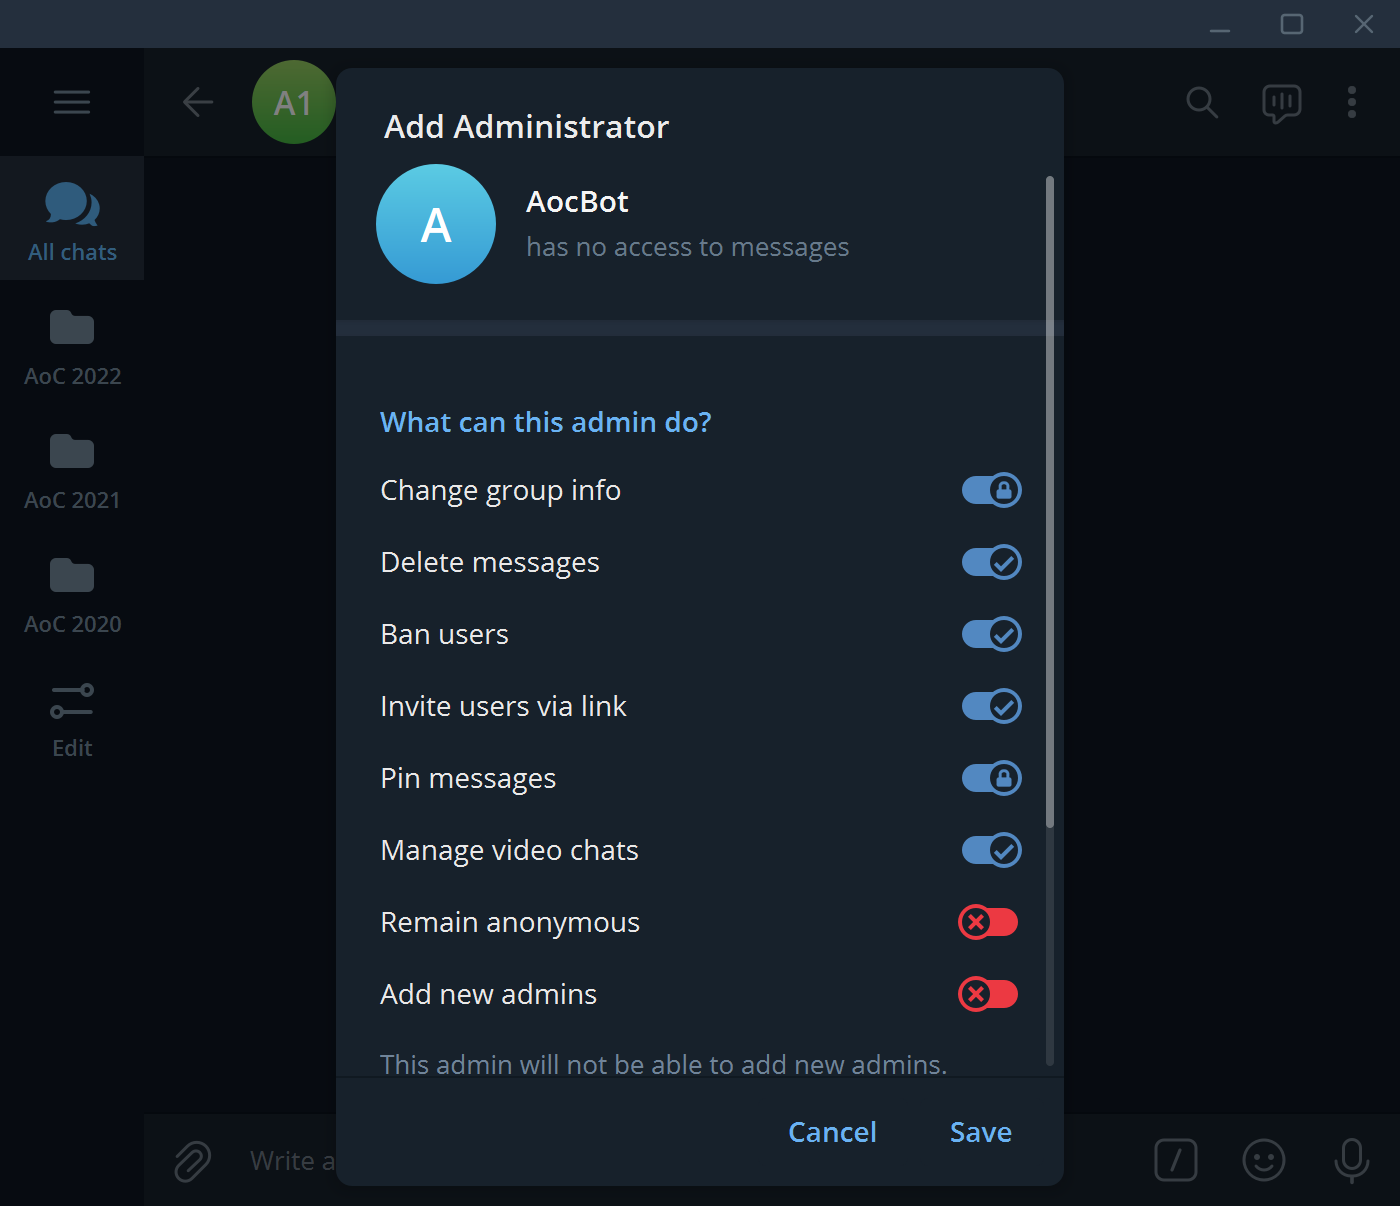 A1
Add Administrator
A
AocBot
has no access to messages
All chats
AoC 2022
AoC 2021
AoC 2020
Edit
What can this admin do?
Change group info
Delete messages
Ban users
Invite users via link
Pin messages
Manage video chats
Remain anonymous
Add new admins
This admin will not be able to add new admins.
Cancel
Save
Write a